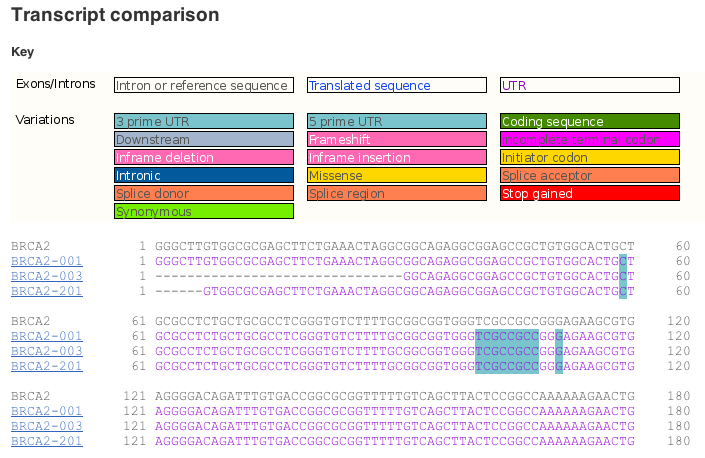 Transcript comparison
Key
Exons/Introns Intron or reference sequence Translated sequence UTR
Variations 3 prime UTR 5 prime UTR Coding sequence
Downstream Frameshift Incomplete terminal codon
Inframe deletion Inframe insertion Initiator codon
Intronic Missense Splice acceptor
Splice donor Splice region Stop gained
Synonymous
BRCA2 1 GGGCTTGTGGCGCGAGCTTCTGAAACTAGGCGGCAGAGGCGGAGCCGCTGTGGCACTGCT 60
BRCA2-001 1 GGGCTTGTGGCGCGAGCTTCTGAAACTAGGCGGCAGAGGCGGAGCCGCTGTGGCACTGCT 60
BRCA2-003 1 -------------------------------GGCAGAGGCGGAGCCGCTGTGGCACTGCT 60
BRCA2-201 1 ------GTGGCGCGAGCTTCTGAAACTAGGCGGCAGAGGCGGAGCCGCTGTGGCACTGCT 60
BRCA2 61 GCGCCTCTGCTGCGCCTCGGGTGTCTTTTGCGGCGGTGGGTCGCCGCCGGGAGAAGCGTG 120
BRCA2-001 61 GCGCCTCTGCTGCGCCTCGGGTGTCTTTTGCGGCGGTGGGTCGCCGCCGGGAGAAGCGTG 120
BRCA2-003 61 GCGCCTCTGCTGCGCCTCGGGTGTCTTTTGCGGCGGTGGGTCGCCGCCGGGAGAAGCGTG 120
BRCA2-201 61 GCGCCTCTGCTGCGCCTCGGGTGTCTTTTGCGGCGGTGGGTCGCCGCCGGGAGAAGCGTG 120
BRCA2 121 AGGGGACAGATTTGTGACCGGCGCGGTTTTTGTCAGCTTACTCCGGCCAAAAAAGAACTG 180
BRCA2-001 121 AGGGGACAGATTTGTGACCGGCGCGGTTTTTGTCAGCTTACTCCGGCCAAAAAAGAACTG 180
BRCA2-003 121 AGGGGACAGATTTGTGACCGGCGCGGTTTTTGTCAGCTTACTCCGGCCAAAAAAGAACTG 180
BRCA2-201 121 AGGGGACAGATTTGTGACCGGCGCGGTTTTTGTCAGCTTACTCCGGCCAAAAAAGAACTG 180